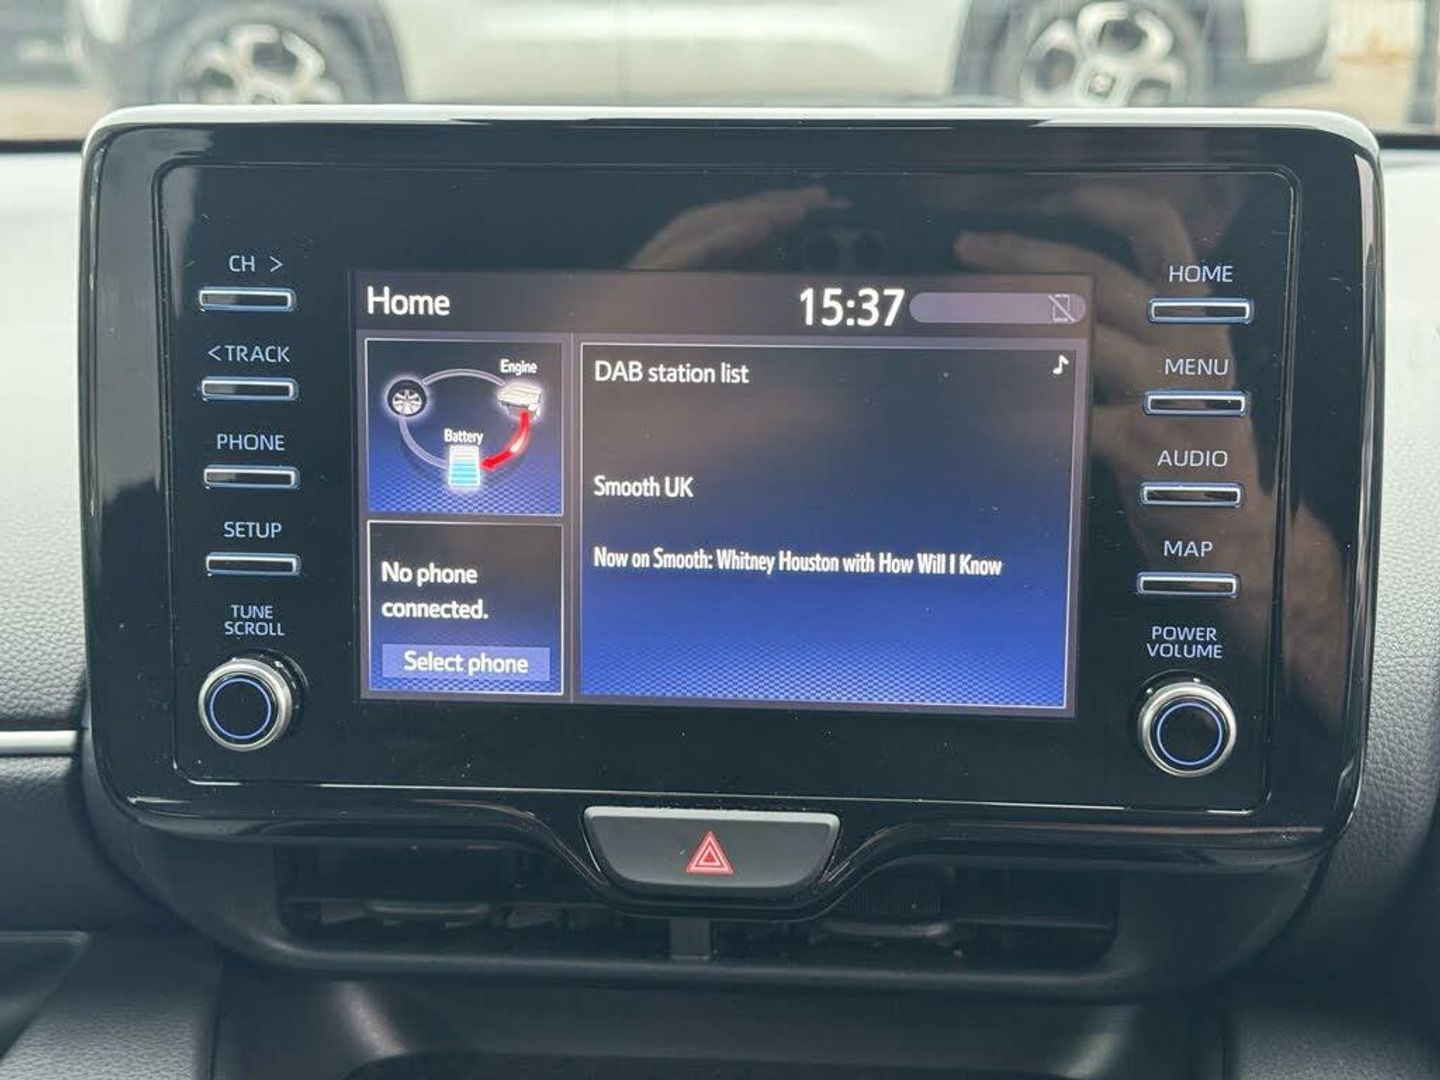 CH >
< TRACK
PHONE
SETUP
TUNE
SCROLL
Home
15:37
Engine
Battery
No phone
connected.
Select phone
DAB station list
Smooth UK
Now on Smooth: Whitney Houston with How Will I Know
HOME
MENU
AUDIO
MAP
POWER
VOLUME